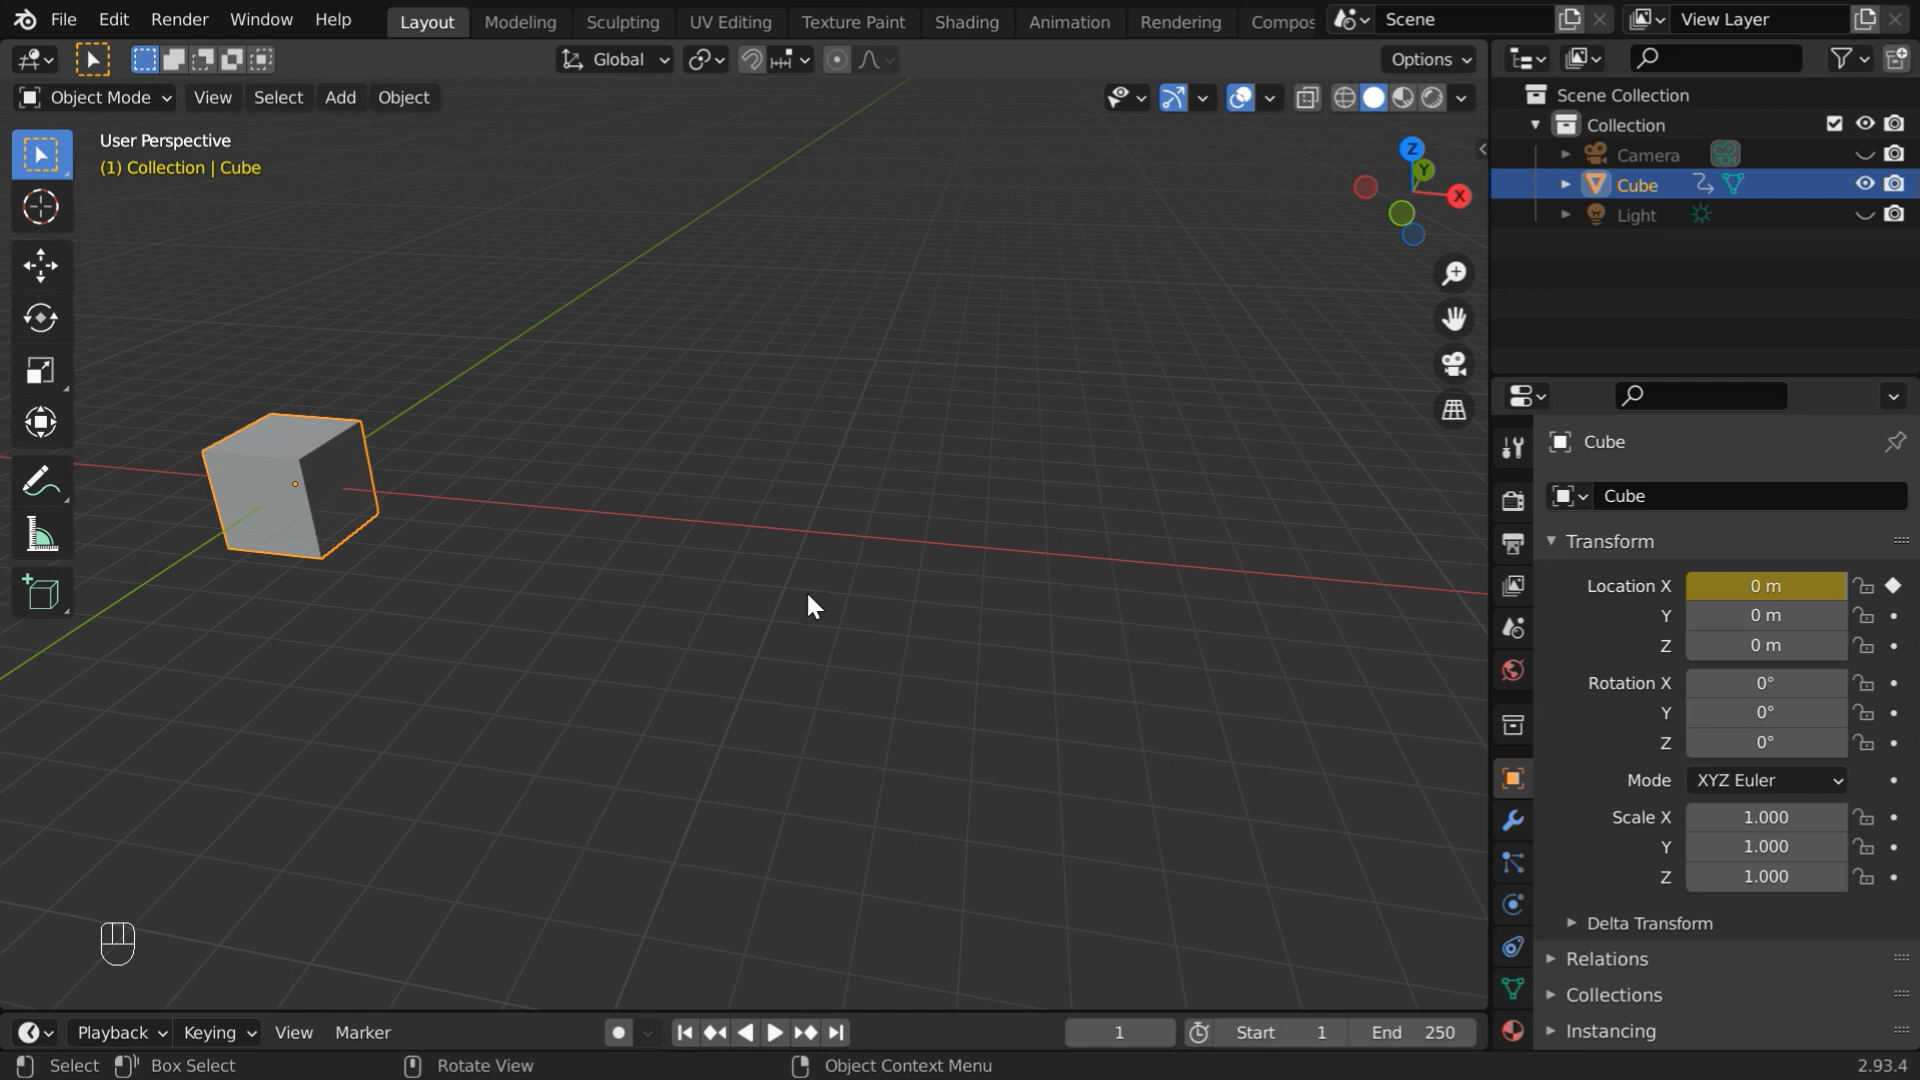 File Edit Render Window Help Layout Modeling Sculpting UV Editing Texture Paint Shading Animation Rendering Compos Scene View Layer
Global Options
Object Mode View Select Add Object
User Perspective
(1) Collection | Cube
Z
Y
X
Scene Collection
Collection
Camera
Cube
Light
Cube
Cube
Transform
Location X 0 m
Y 0 m
Z 0 m
Rotation X 0°
Y 0°
Z 0°
Mode XYZ Euler
Scale X 1.000
Y 1.000
Z 1.000
Delta Transform
Relations
Collections
Instancing
Playback Keying View Marker 1 Start 1 End 250
Select Box Select Rotate View Object Context Menu 2.93.4